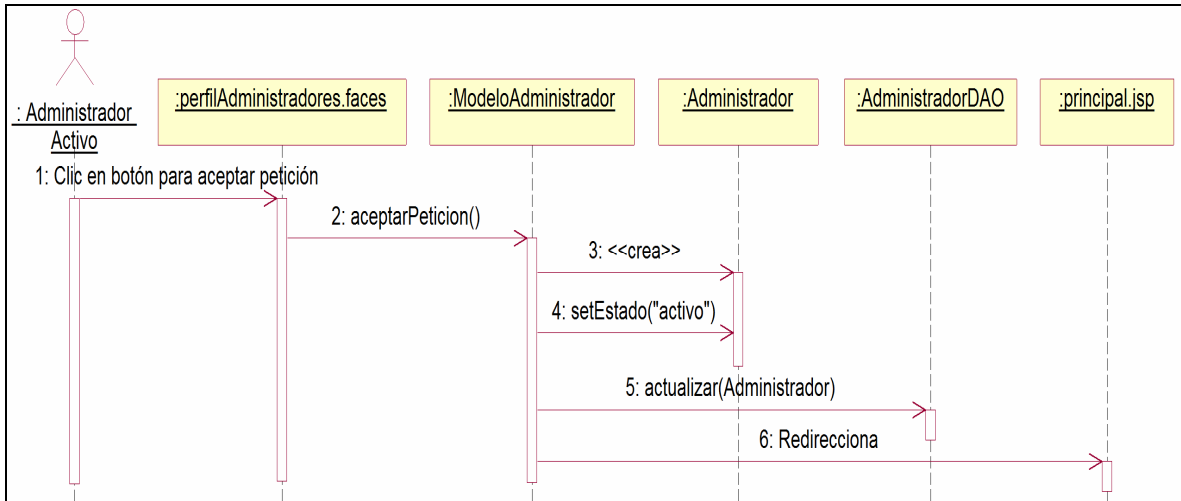 : Administrador
Activo
:perfilAdministradores.faces
:ModeloAdministrador
:Administrador
:AdministradorDAO
:principal.jsp
1: Clic en botón para aceptar petición
2: aceptarPeticion()
3: <<crea>>
4: setEstado("activo")
5: actualizar(Administrador)
6: Redirecciona